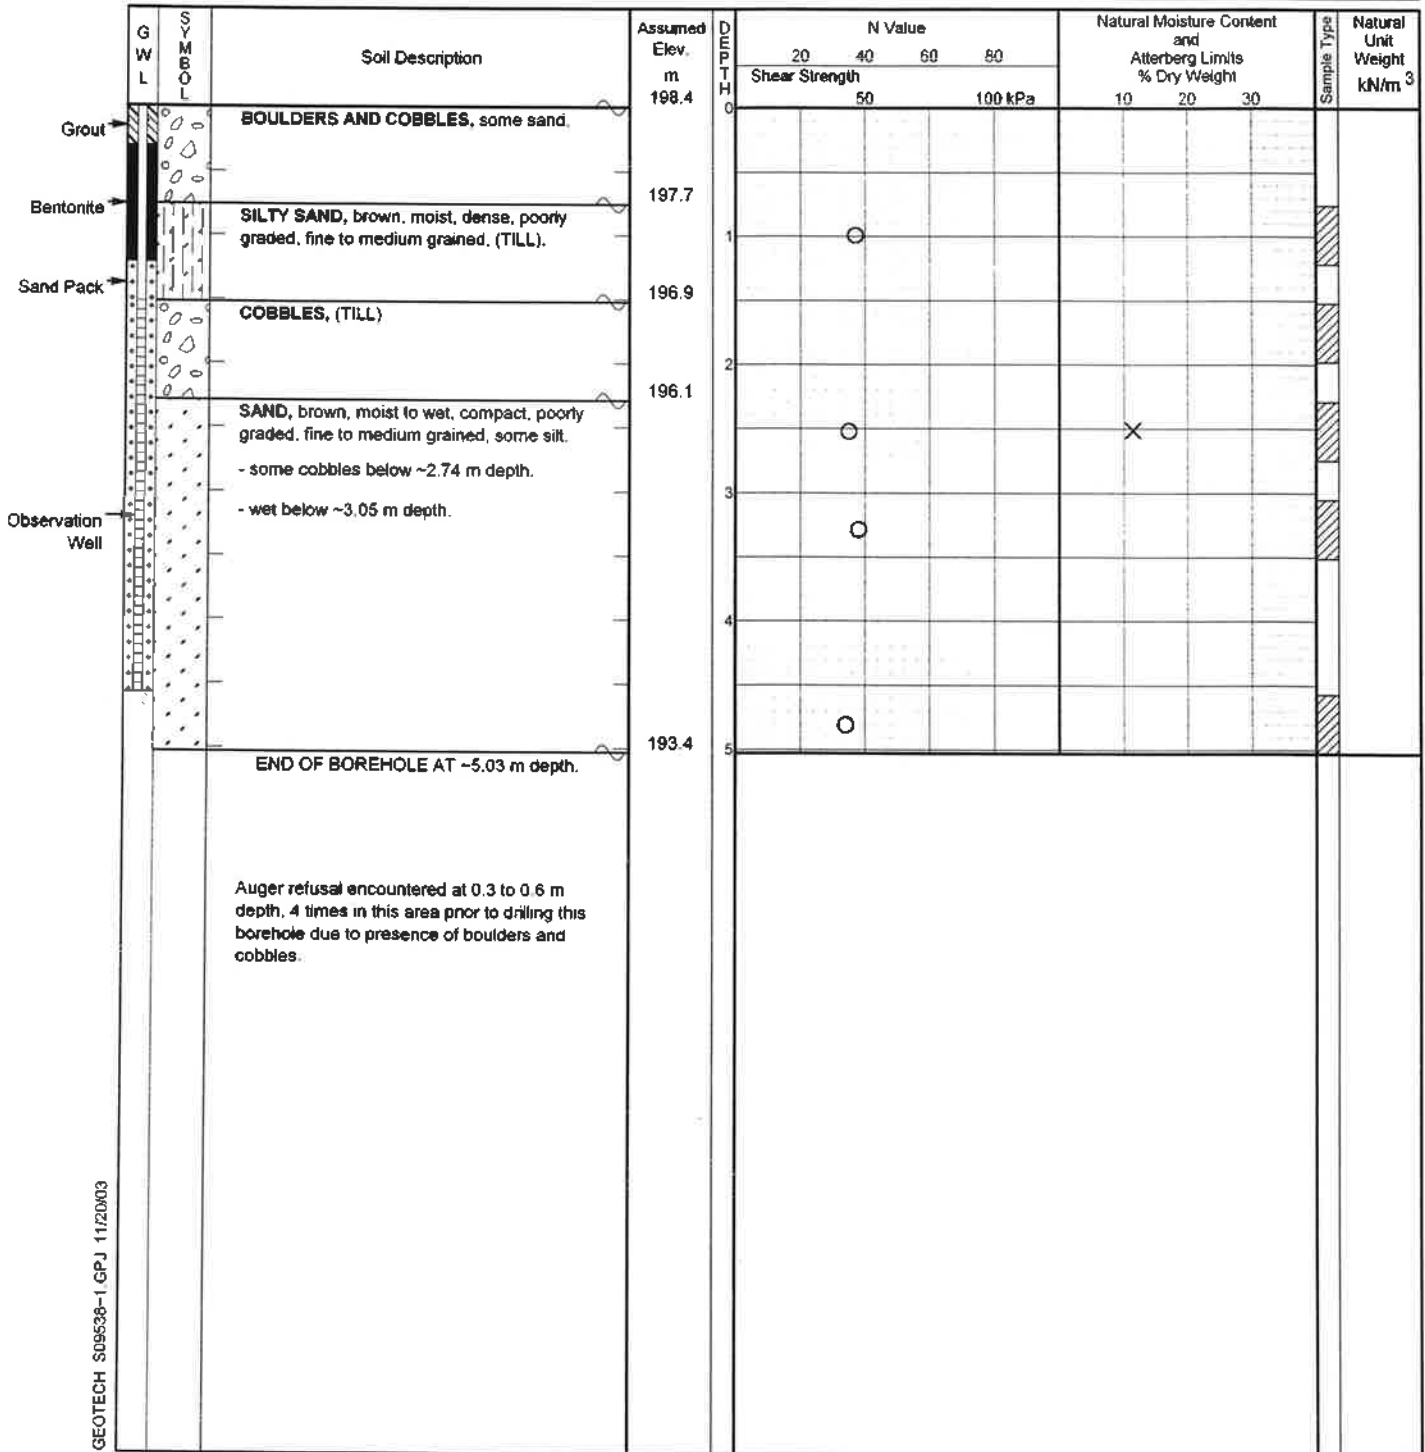 GWL
SYMBOL
Soil Description
Assumed
Elev.
m
198.4
DEPTH
N Value
20 40 60 80
Shear Strength
50 100 kPa
Natural Moisture Content
and
Atterberg Limits
% Dry Weight
10 20 30
Sample Type
Natural
Unit
Weight
kN/m 3
0
Grout
BOULDERS AND COBBLES, some sand.
Bentonite
197.7
SILTY SAND, brown, moist, dense, poorly
graded, fine to medium grained, (TILL).
1
Sand Pack
196.9
COBBLES, (TILL)
2
196.1
SAND, brown, moist to wet, compact, poorly
graded, fine to medium grained, some silt.
- some cobbles below ~2.74 m depth.
3
- wet below ~3.05 m depth.
Observation
Well
4
193.4
5
END OF BOREHOLE AT ~5.03 m depth.
Auger refusal encountered at 0.3 to 0.6 m
depth, 4 times in this area prior to drilling this
borehole due to presence of boulders and
cobbles.
GEOTECH S09538-1.GPJ 11/20/03